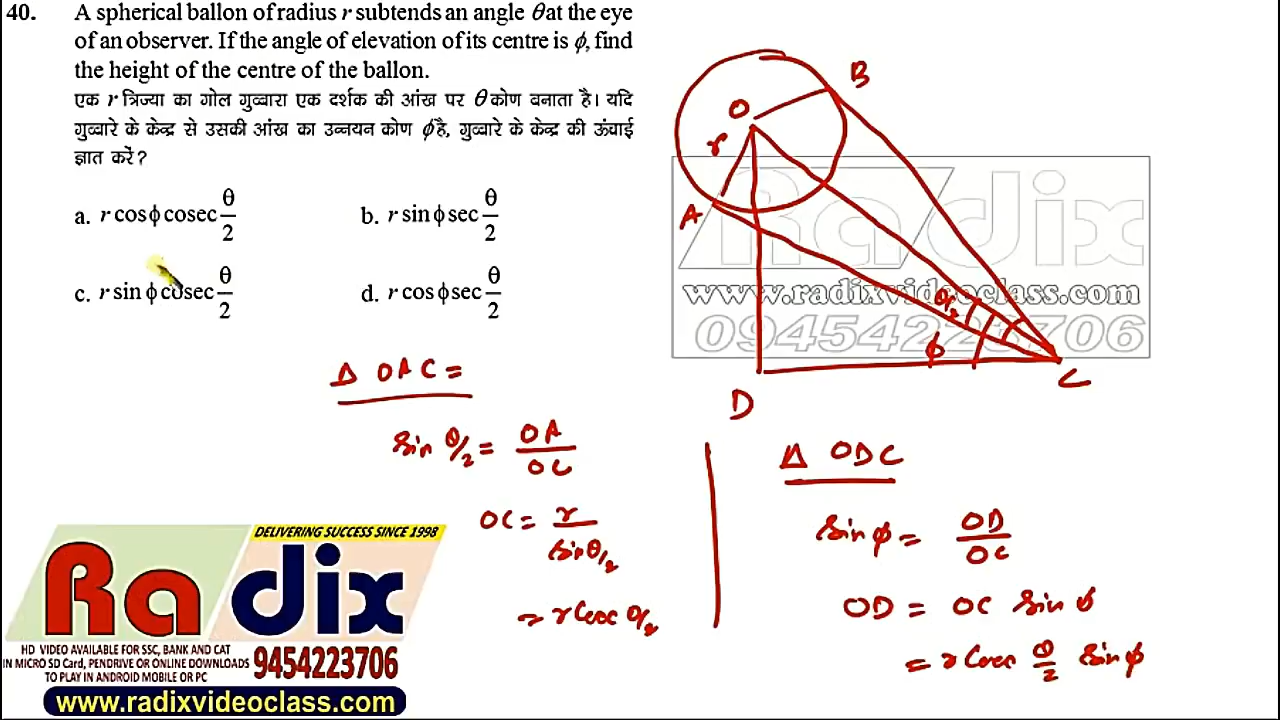 40. A spherical ballon of radius r subtends an angle θ at the eye
of an observer. If the angle of elevation of its centre is ϕ, find
the height of the centre of the ballon.
एक r त्रिज्या का गोल गुब्बारा एक दर्शक की आंख पर θ कोण बनाता है। यदि
गुब्बारे के केन्द्र से उसकी आंख का उन्नयन कोण ϕ है, गुब्बारे के केन्द्र की ऊंचाई
ज्ञात करें?
a. r cosϕ cosec θ/2 b. r sin ϕ sec θ/2
c. r sin ϕ cosec θ/2 d. r cos ϕ sec θ/2
B
O
r
A
Radix
www.radixvideoclass.com
θ/2
09454223706
ϕ
C
D
Δ OAC =
sin θ/2 = OA/OC
OC = r/sin θ/2
= r cosec θ/2
Δ ODC
sin ϕ = OD/OC
OD = OC sin ϕ
= r cosec θ/2 sin ϕ
DELIVERING SUCCESS SINCE 1998
Radix
HD VIDEO AVAILABLE FOR SSC, BANK AND CAT
IN MICRO SD Card, PENDRIVE OR ONLINE DOWNLOADS
TO PLAY IN ANDROID MOBILE OR PC
9454223706
www.radixvideoclass.com